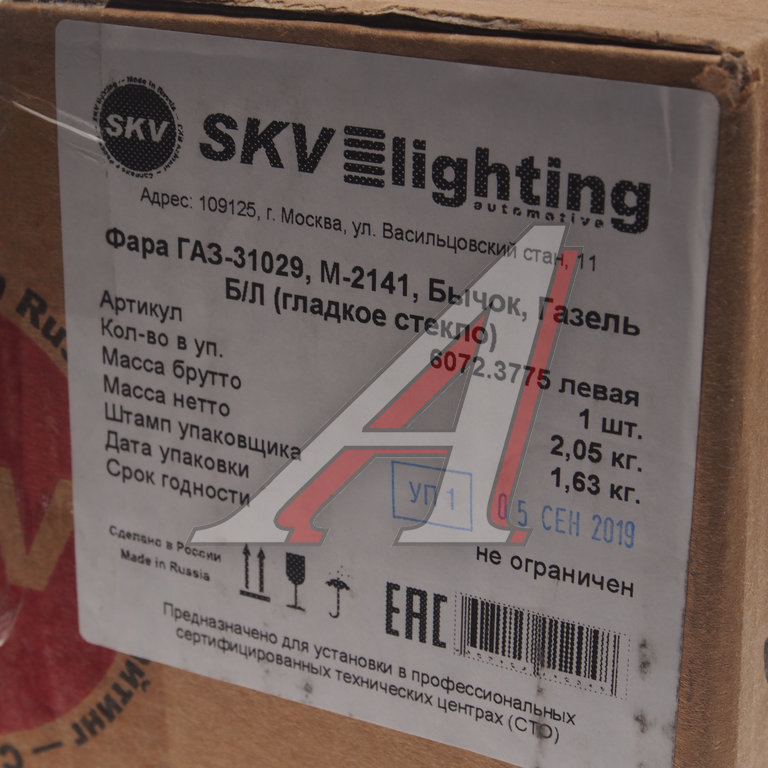 SKV
SKV lighting
automotive
Адрес: 109125, г. Москва, ул. Васильцовский стан, 11
Фара ГАЗ-31029, М-2141, Бычок, Газель
Б/Л (гладкое стекло)
Артикул 6072.3775 левая
Кол-во в уп. 1 шт.
Масса брутто 2,05 кг.
Масса нетто 1,63 кг.
Штамп упаковщика УП 1
Дата упаковки 05 СЕН 2019
Срок годности не ограничен
Сделано в России
Made in Russia
EAC
Предназначено для установки в профессиональных
сертифицированных технических центрах (СТО)